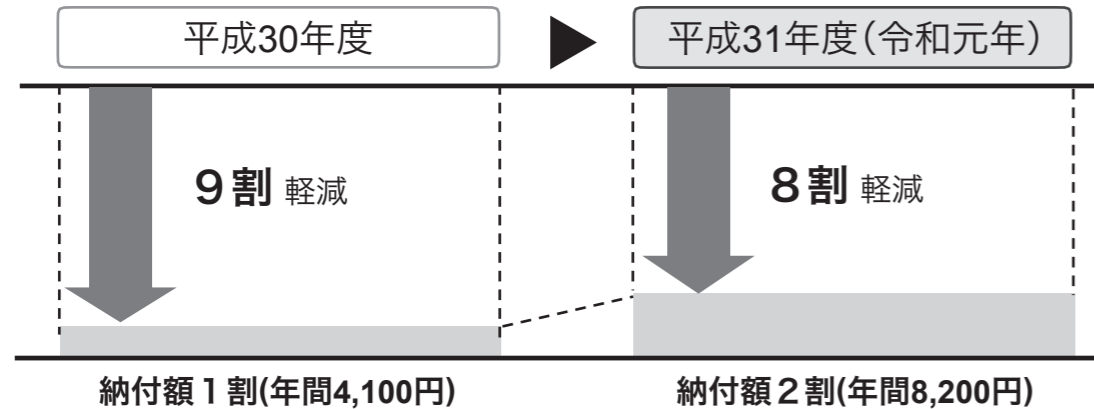 平成30年度
平成31年度(令和元年)
9割 軽減
8割 軽減
納付額1割(年間4,100円)
納付額2割(年間8,200円)